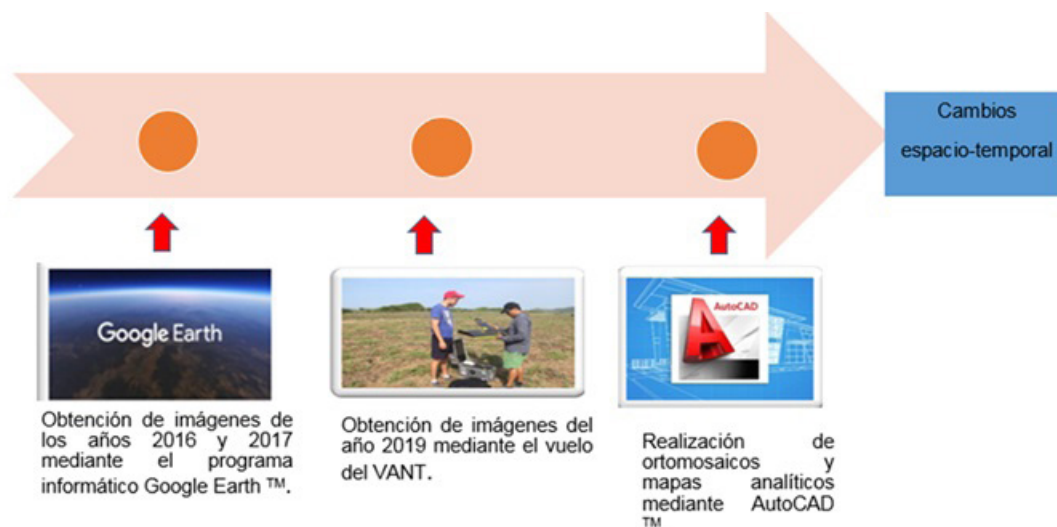 Cambios
espacio-temporal
Google Earth
Obtención de imágenes de
los años 2016 y 2017
mediante el programa
informático Google Earth ™.
Obtención de imágenes del
año 2019 mediante el vuelo
del VANT.
AutoCAD
A
Realización de
ortomosaicos y
mapas analíticos
mediante AutoCAD
™